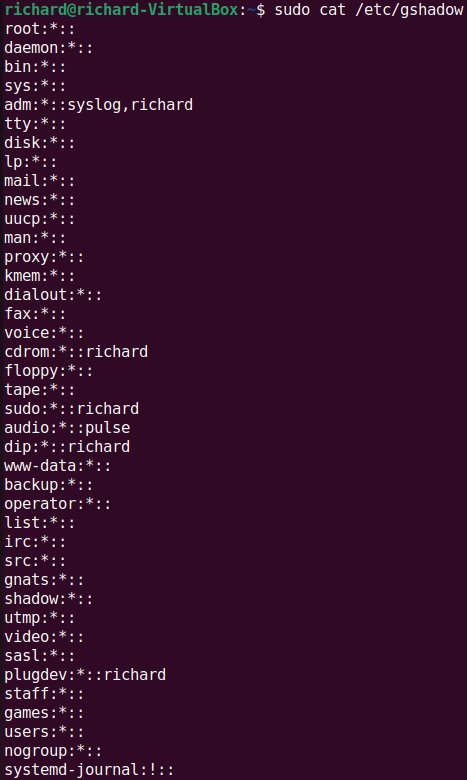 richard@richard-VirtualBox:~$ sudo cat /etc/gshadow
root:*::
daemon:*::
bin:*::
sys:*::
adm:*::syslog,richard
tty:*::
disk:*::
lp:*::
mail:*::
news:*::
uucp:*::
man:*::
proxy:*::
kmem:*::
dialout:*::
fax:*::
voice:*::
cdrom:*::richard
floppy:*::
tape:*::
sudo:*::richard
audio:*::pulse
dip:*::richard
www-data:*::
backup:*::
operator:*::
list:*::
irc:*::
src:*::
gnats:*::
shadow:*::
utmp:*::
video:*::
sasl:*::
plugdev:*::richard
staff:*::
games:*::
users:*::
nogroup:*::
systemd-journal:!::